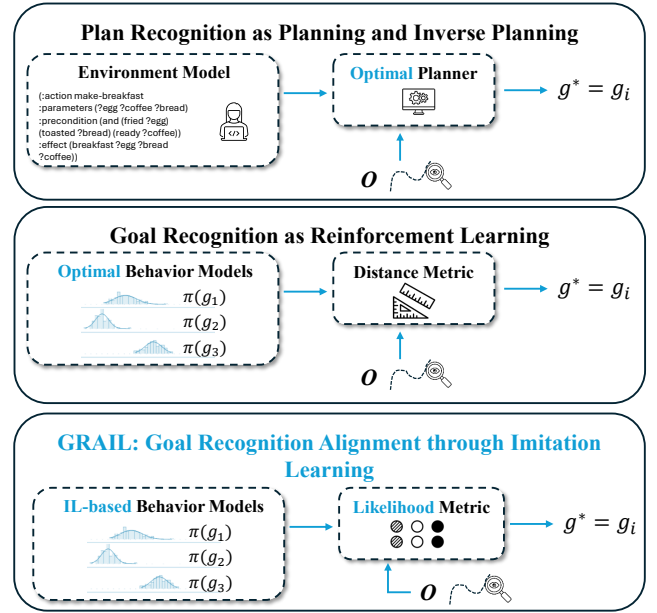 Plan Recognition as Planning and Inverse Planning
Environment Model
(:action make-breakfast
:parameters (?egg ?coffee ?bread)
:precondition (and (fried ?egg)
(toasted ?bread) (ready ?coffee))
:effect (breakfast ?egg ?bread
?coffee))
Optimal Planner
g* = gᵢ
O
Goal Recognition as Reinforcement Learning
Optimal Behavior Models
π(g₁)
π(g₂)
π(g₃)
Distance Metric
g* = gᵢ
O
GRAIL: Goal Recognition Alignment through Imitation
Learning
IL-based Behavior Models
π(g₁)
π(g₂)
π(g₃)
Likelihood Metric
g* = gᵢ
O